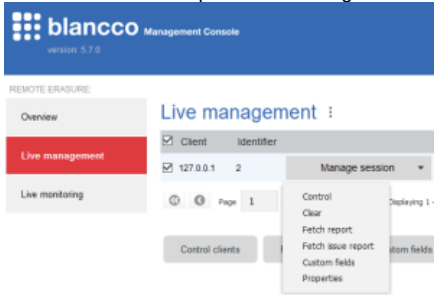 blancco Management Console
version: 5.7.0
REMOTE ERASURE:
Overview
Live management
Live monitoring
Live management
Client Identifier
127.0.0.1 2 Manage session
Page 1 Displaying 1 -
Control
Clear
Fetch report
Fetch issue report
Custom fields
Properties
Control clients tom fields